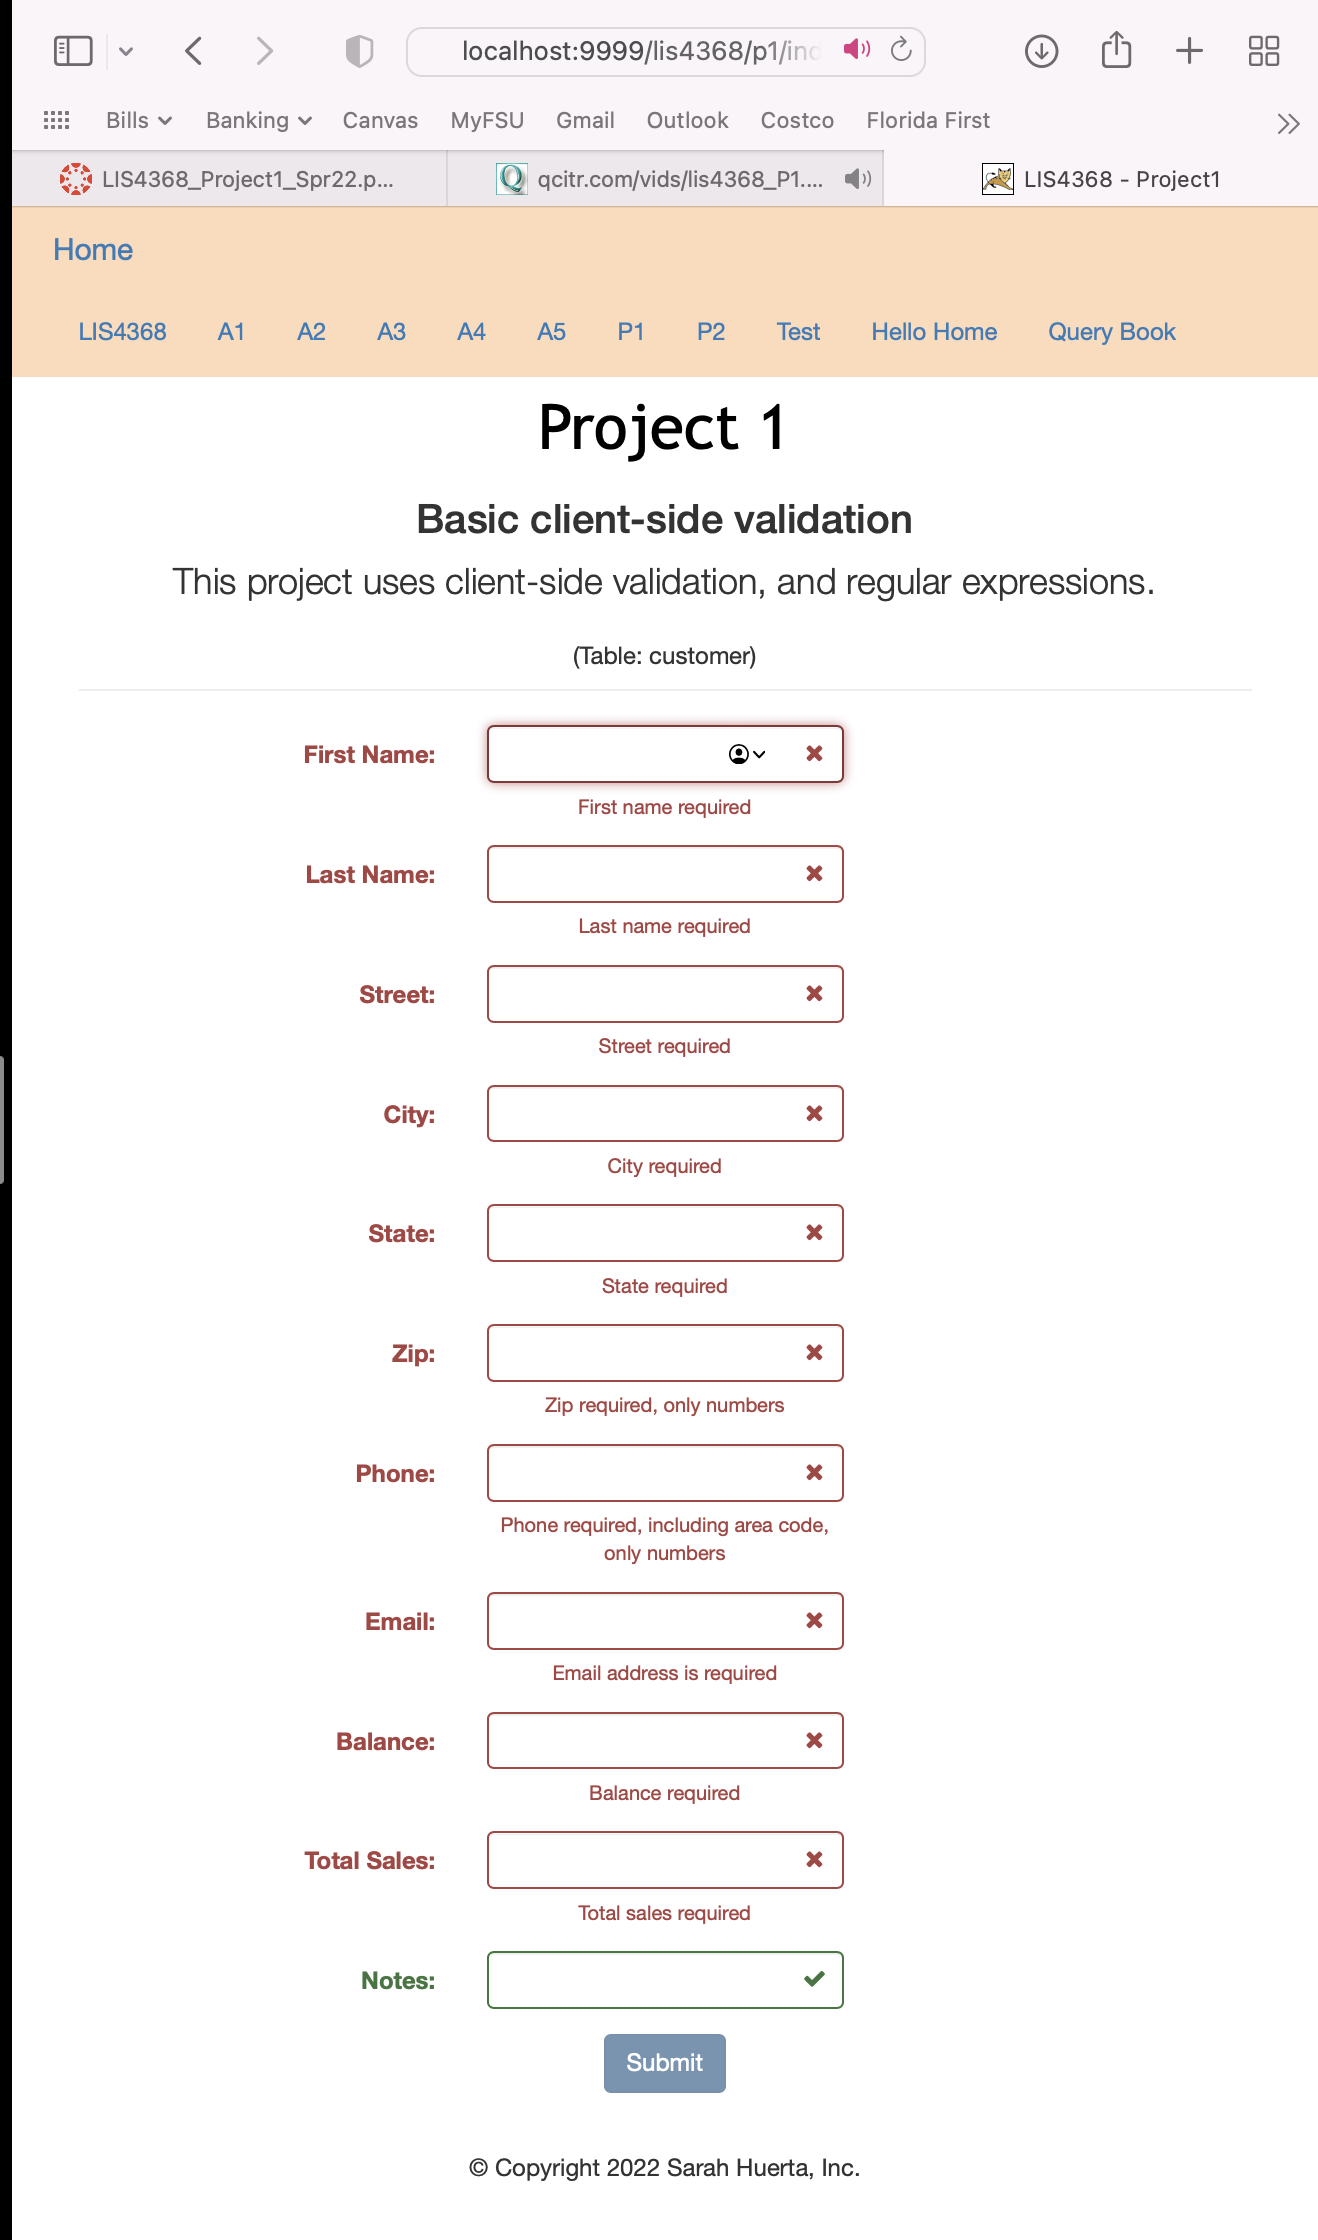 localhost:9999/lis4368/p1/ind
Bills Banking Canvas MyFSU Gmail Outlook Costco Florida First
LIS4368_Project1_Spr22.p... qcitr.com/vids/lis4368_P1.... LIS4368 - Project1
Home
LIS4368 A1 A2 A3 A4 A5 P1 P2 Test Hello Home Query Book
Project 1
Basic client-side validation
This project uses client-side validation, and regular expressions.
(Table: customer)
First Name:
First name required
Last Name:
Last name required
Street:
Street required
City:
City required
State:
State required
Zip:
Zip required, only numbers
Phone:
Phone required, including area code,
only numbers
Email:
Email address is required
Balance:
Balance required
Total Sales:
Total sales required
Notes:
Submit
© Copyright 2022 Sarah Huerta, Inc.